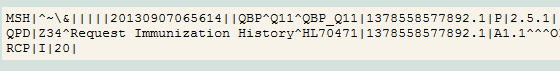 MSH|^~\&|||||20130907065614||QBP^Q11^QBP_Q11|1378558577892.1|P|2.5.1|
QPD|Z34^Request Immunization History^HL70471|1378558577892.1|A1.1^^^
RCP|I|20|